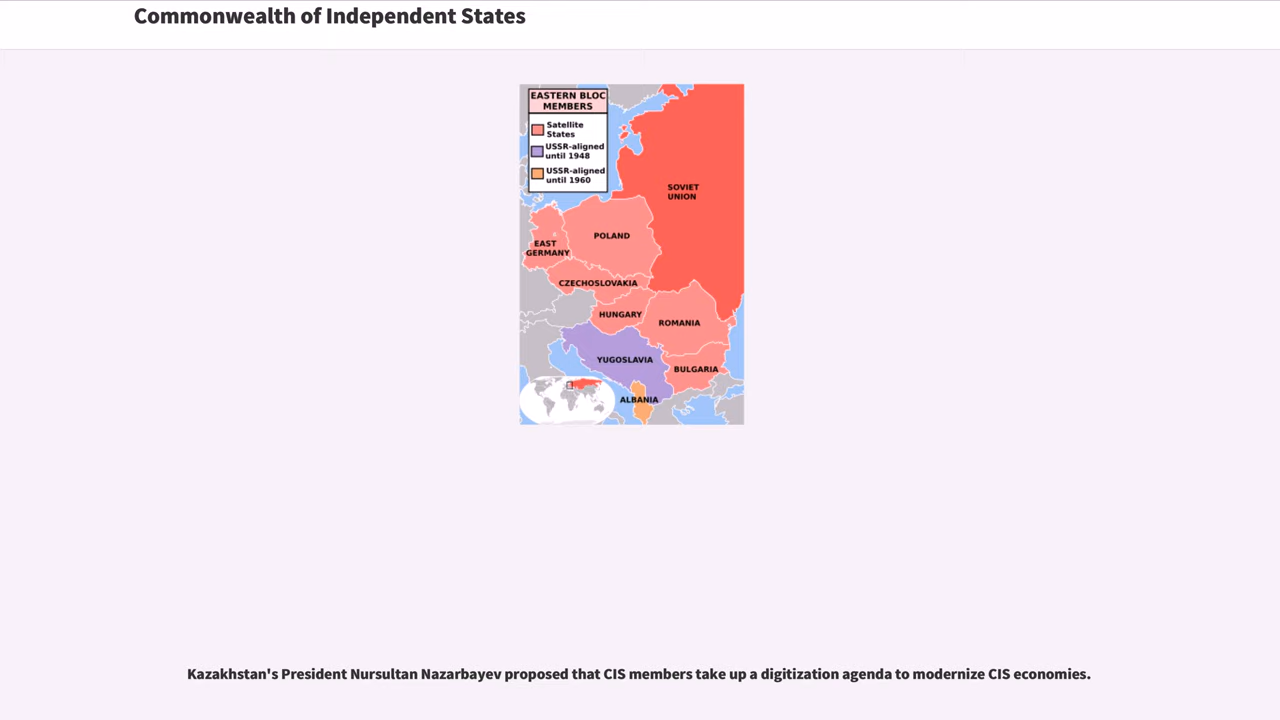 Commonwealth of Independent States
EASTERN BLOC
MEMBERS
Satellite
States
USSR-aligned
until 1948
USSR-aligned
until 1960
SOVIET
UNION
POLAND
EAST
GERMANY
CZECHOSLOVAKIA
HUNGARY
ROMANIA
YUGOSLAVIA
BULGARIA
ALBANIA
Kazakhstan's President Nursultan Nazarbayev proposed that CIS members take up a digitization agenda to modernize CIS economies.